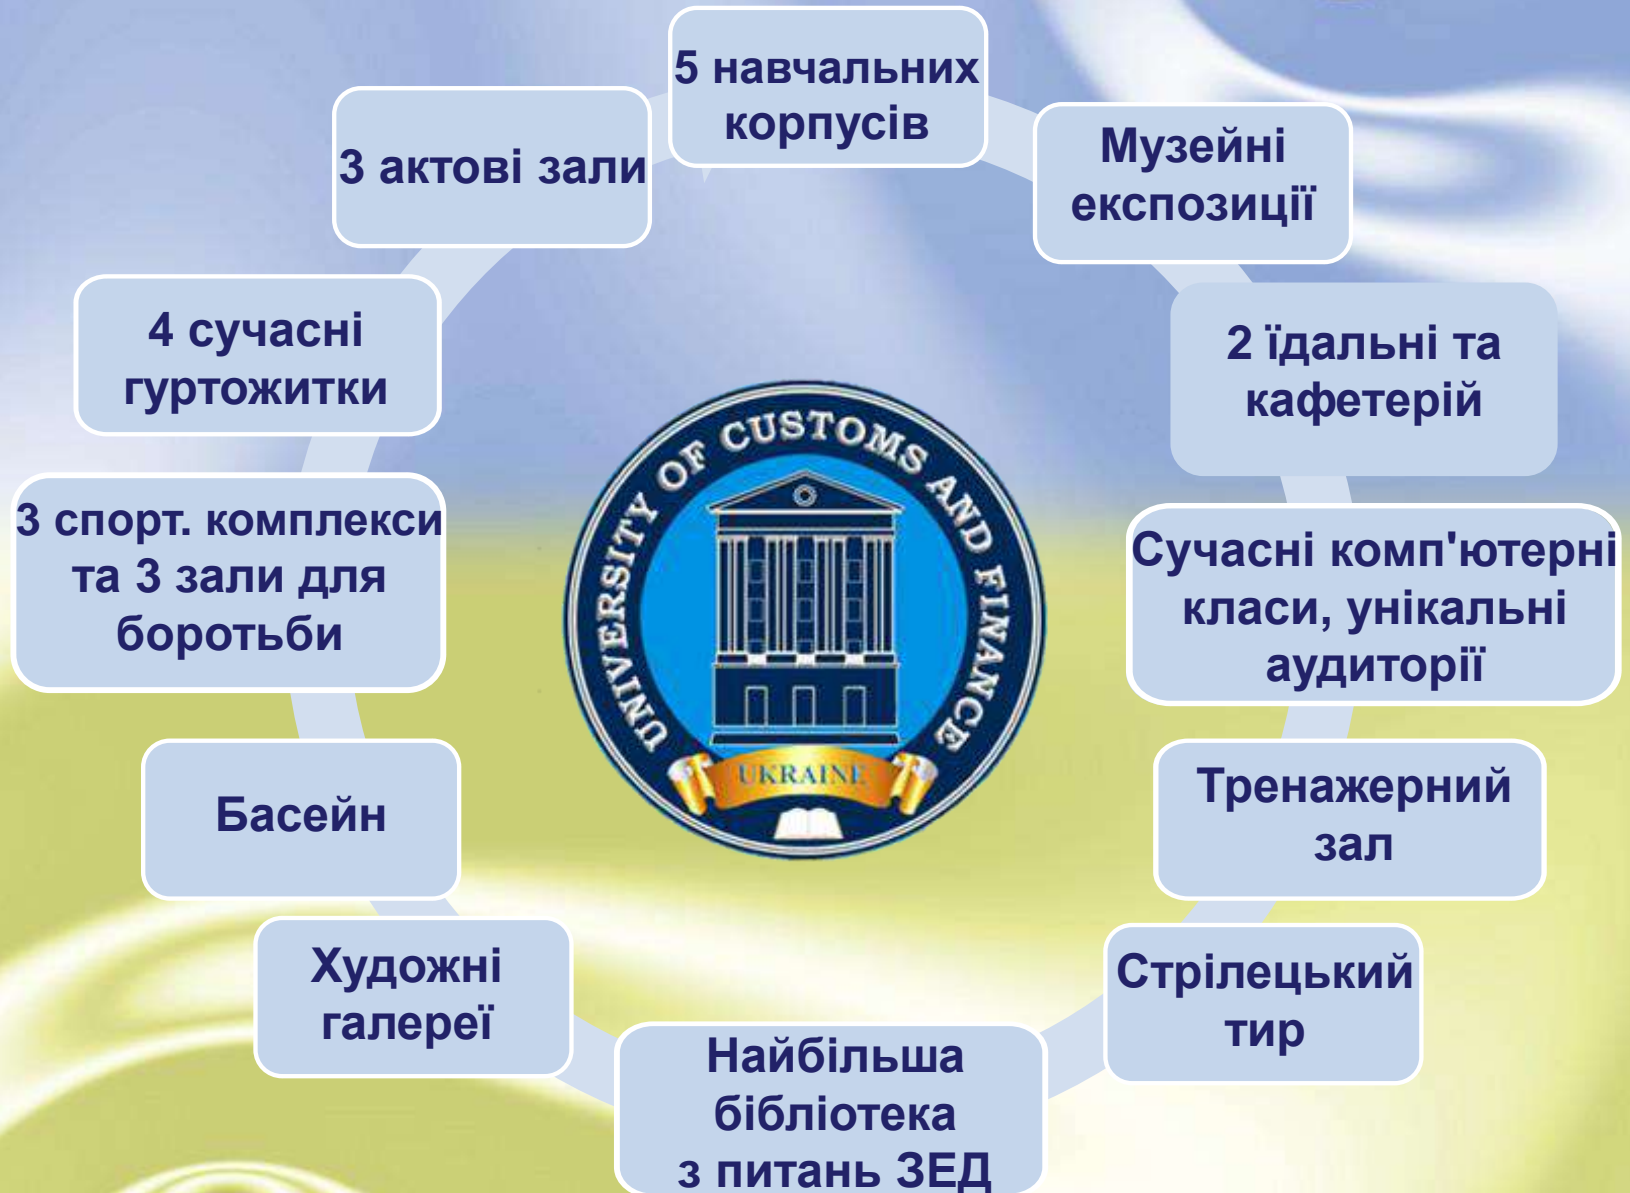 5 навчальних
корпусів
Музейні
експозиції
2 їдальні та
кафетерій
Сучасні комп'ютерні
класи, унікальні
аудиторії
Тренажерний
зал
Стрілецький
тир
Найбільша
бібліотека
з питань ЗЕД
Художні
галереї
Басейн
3 спорт. комплекси
та 3 зали для
боротьби
4 сучасні
гуртожитки
3 актові зали
UNIVERSITY OF CUSTOMS AND FINANCE
UKRAINE